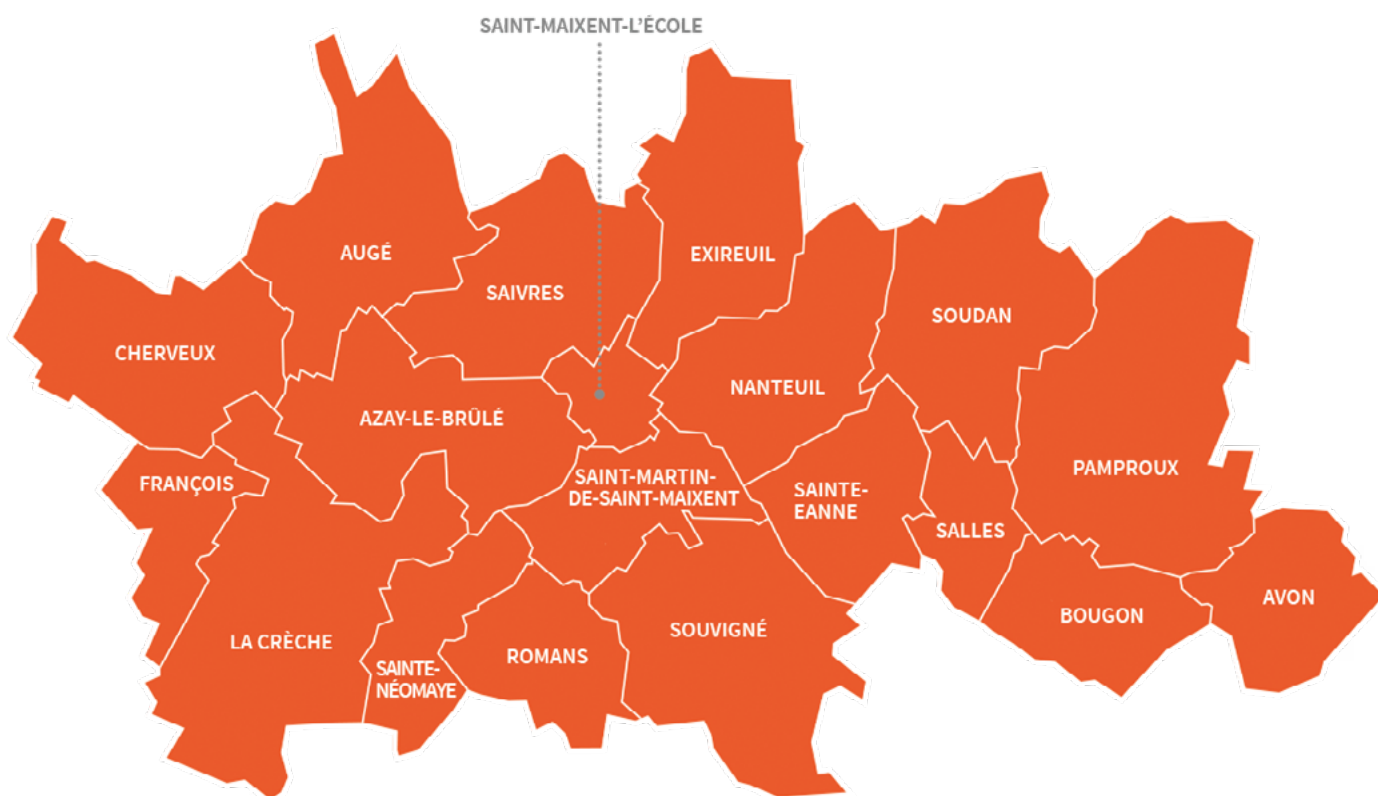 SAINT-MAIXENT-L'ÉCOLE
AUGÉ
EXIREUIL
SAIVRES
SOUDAN
CHERVEUX
NANTEUIL
AZAY-LE-BRÛLÉ
PAMPROUX
SAINT-MARTIN-
DE-SAINT-MAIXENT
FRANÇOIS
SAINTE-
EANNE
SALLES
AVON
BOUGON
SOUVIGNÉ
LA CRÈCHE
ROMANS
SAINTE-
NÉOMAYE